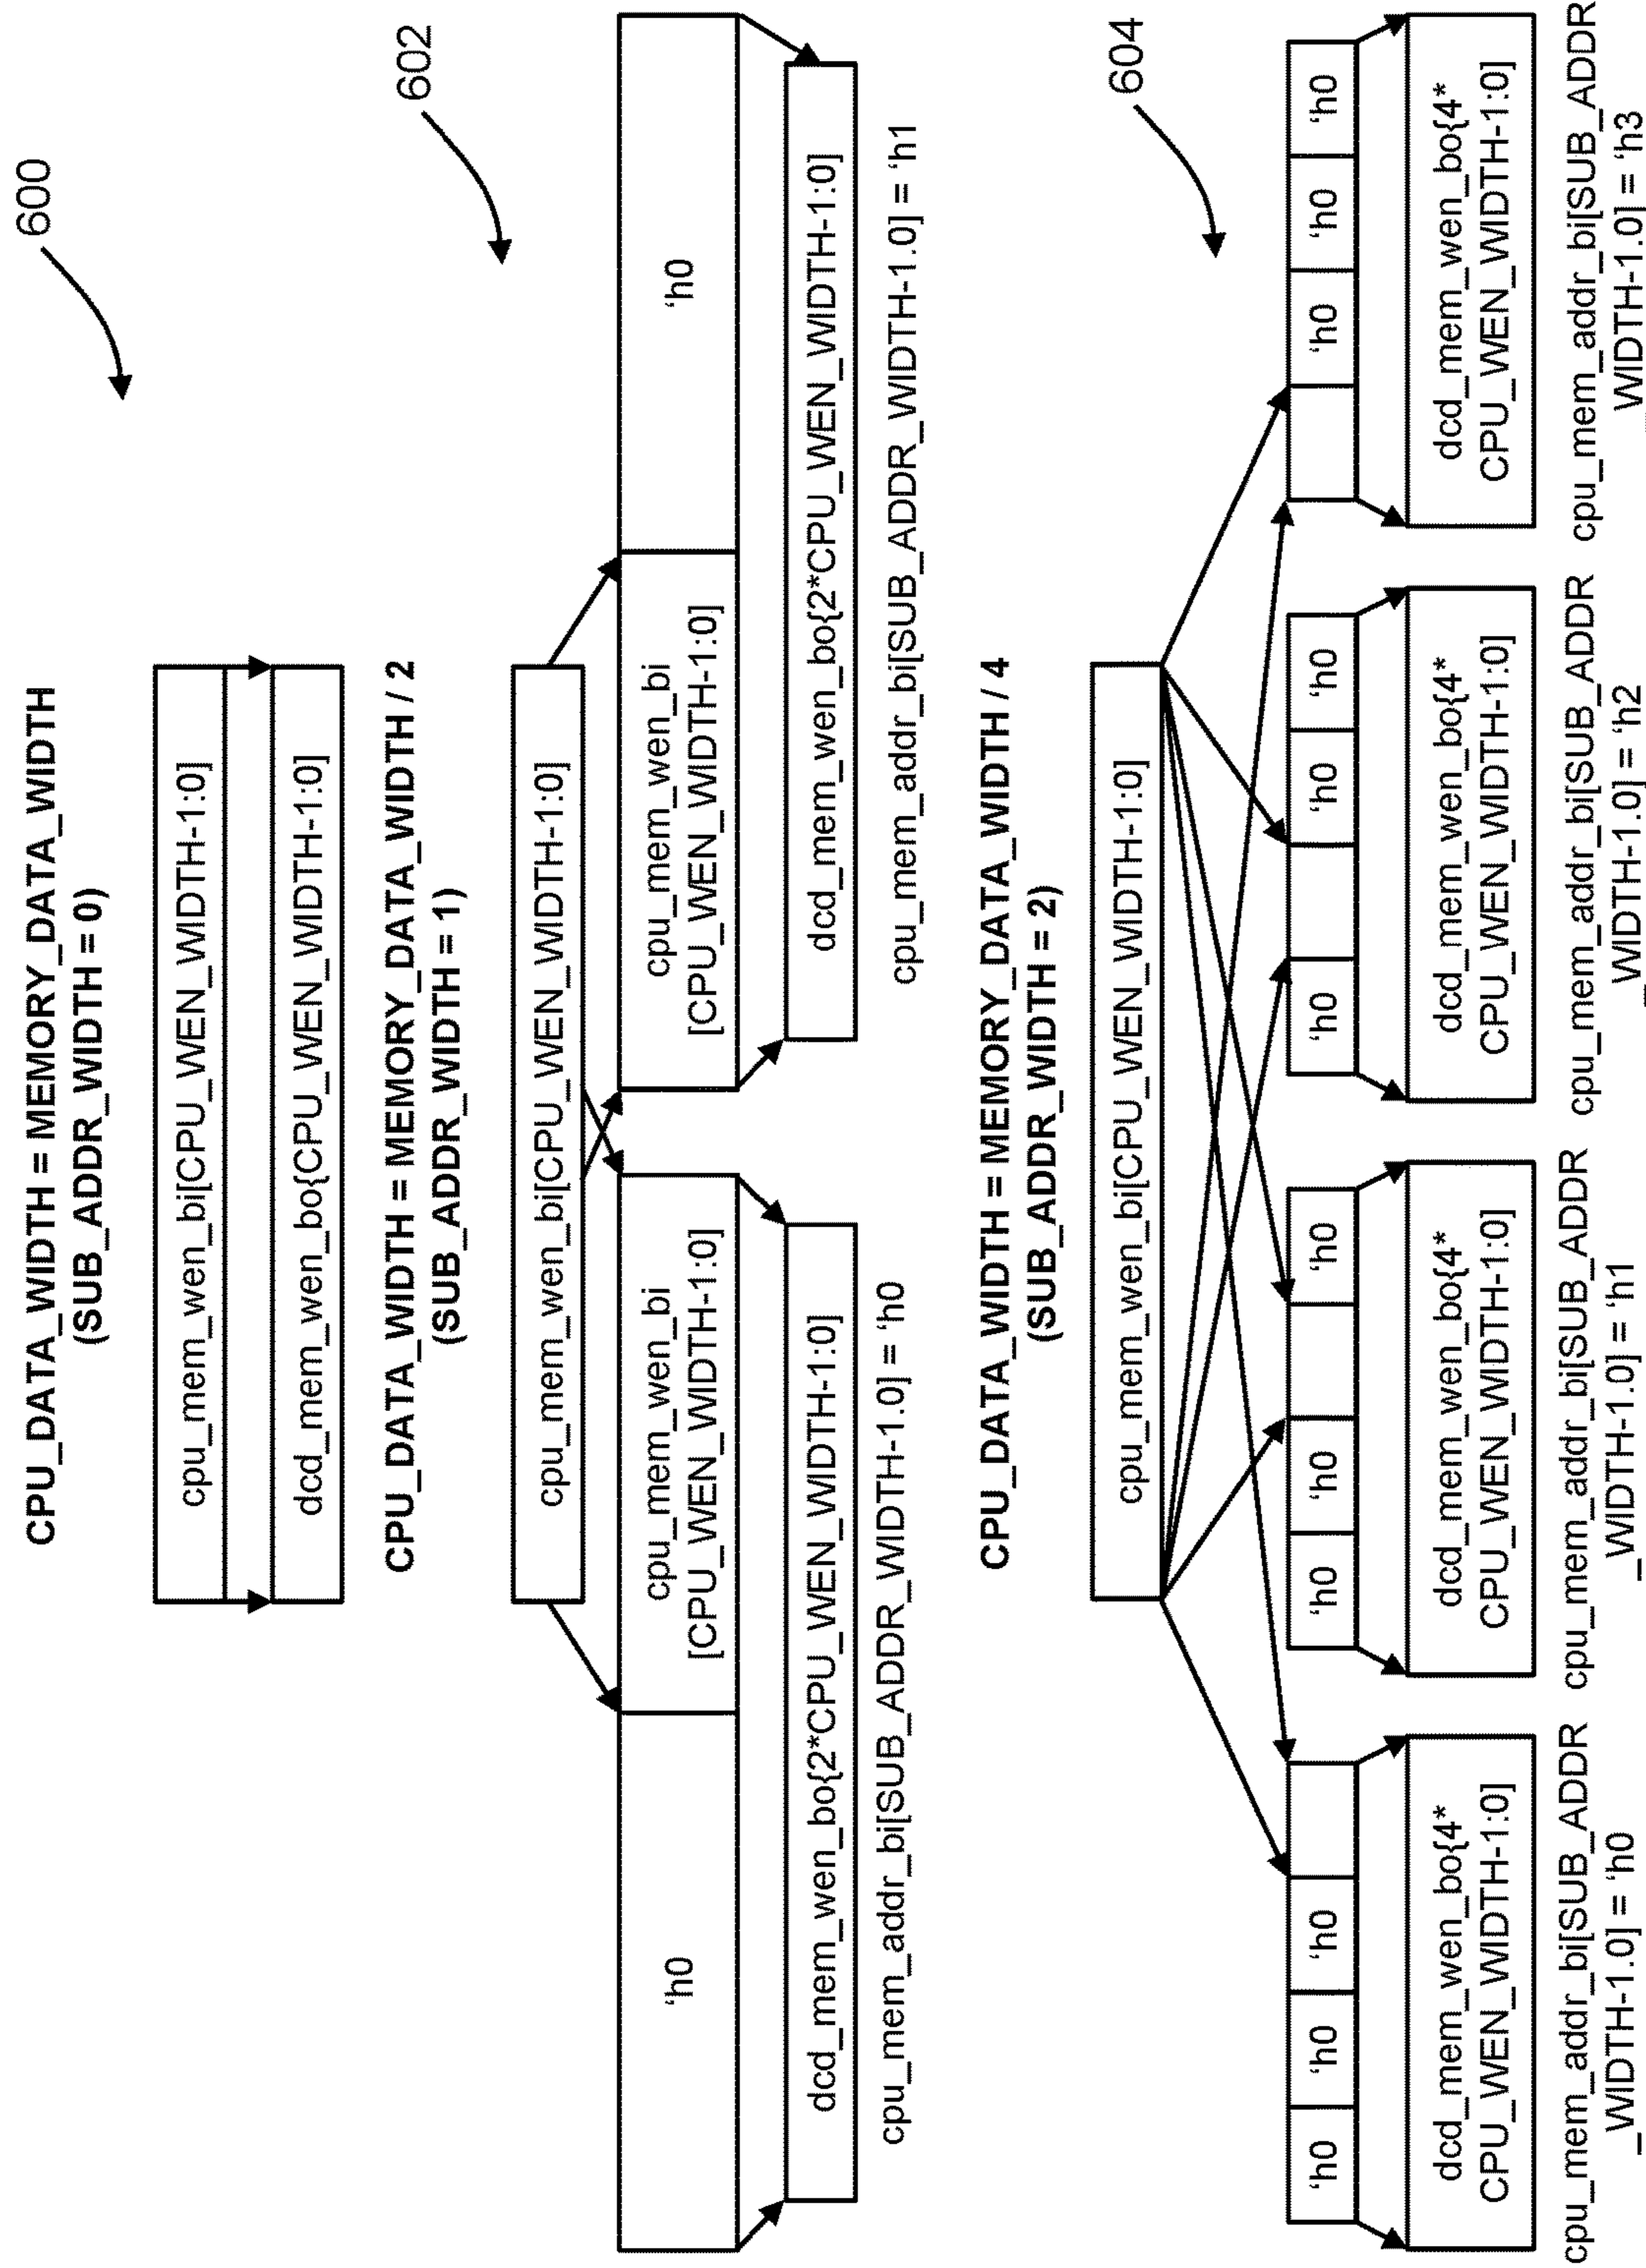 600
CPU_DATA_WIDTH = MEMORY_DATA_WIDTH
(SUB_ADDR_WIDTH = 0)
cpu_mem_wen_bi[CPU_WEN_WIDTH-1:0]
dcd_mem_wen_bo{CPU_WEN_WIDTH-1:0]
602
CPU_DATA_WIDTH = MEMORY_DATA_WIDTH / 2
(SUB_ADDR_WIDTH = 1)
cpu_mem_wen_bi[CPU_WEN_WIDTH-1:0]
'h0
cpu_mem_wen_bi
[CPU_WEN_WIDTH-1:0]
cpu_mem_wen_bi
[CPU_WEN_WIDTH-1:0]
'h0
dcd_mem_wen_bo{2*CPU_WEN_WIDTH-1:0]
dcd_mem_wen_bo{2*CPU_WEN_WIDTH-1:0]
cpu_mem_addr_bi[SUB_ADDR_WIDTH-1.0] = 'h0
cpu_mem_addr_bi[SUB_ADDR_WIDTH-1.0] = 'h1
604
CPU_DATA_WIDTH = MEMORY_DATA_WIDTH / 4
(SUB_ADDR_WIDTH = 2)
cpu_mem_wen_bi[CPU_WEN_WIDTH-1:0]
'h0 'h0 'h0
dcd_mem_wen_bo{4*
CPU_WEN_WIDTH-1:0]
cpu_mem_addr_bi[SUB_ADDR
_WIDTH-1.0] = 'h0
'h0 'h0 'h0
dcd_mem_wen_bo{4*
CPU_WEN_WIDTH-1:0]
cpu_mem_addr_bi[SUB_ADDR
_WIDTH-1.0] = 'h1
'h0 'h0 'h0
dcd_mem_wen_bo{4*
CPU_WEN_WIDTH-1:0]
cpu_mem_addr_bi[SUB_ADDR
_WIDTH-1.0] = 'h2
'h0 'h0 'h0
dcd_mem_wen_bo{4*
CPU_WEN_WIDTH-1:0]
cpu_mem_addr_bi[SUB_ADDR
_WIDTH-1.0] = 'h3